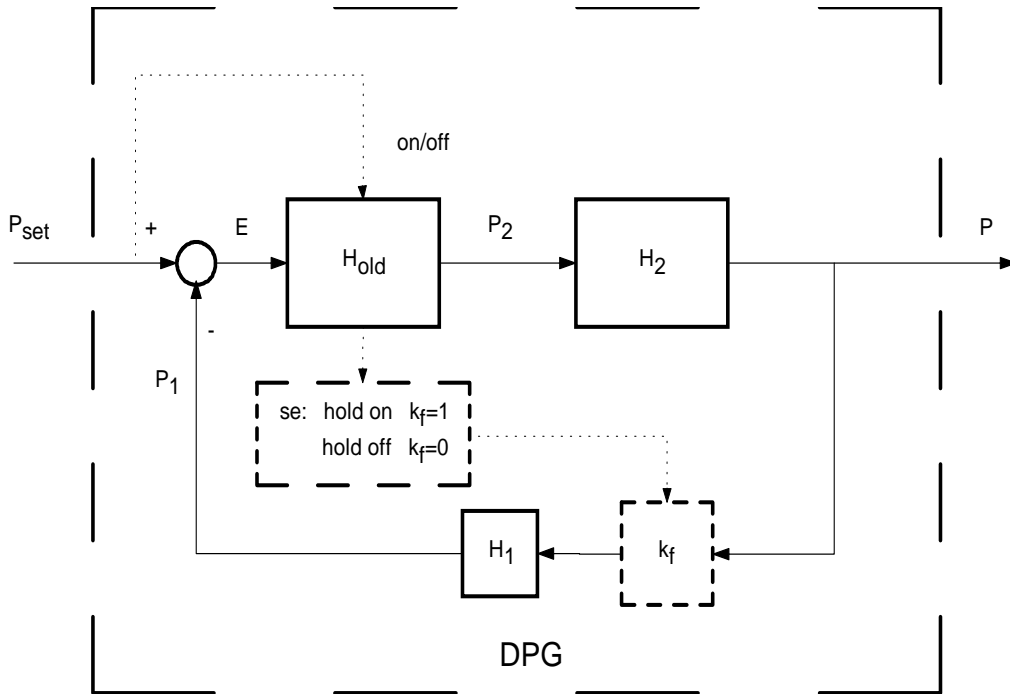 on/off
P_set
+
E
H_old
P_2
H_2
P
-
P_1
se: hold on k_f=1
hold off k_f=0
H_1
k_f
DPG